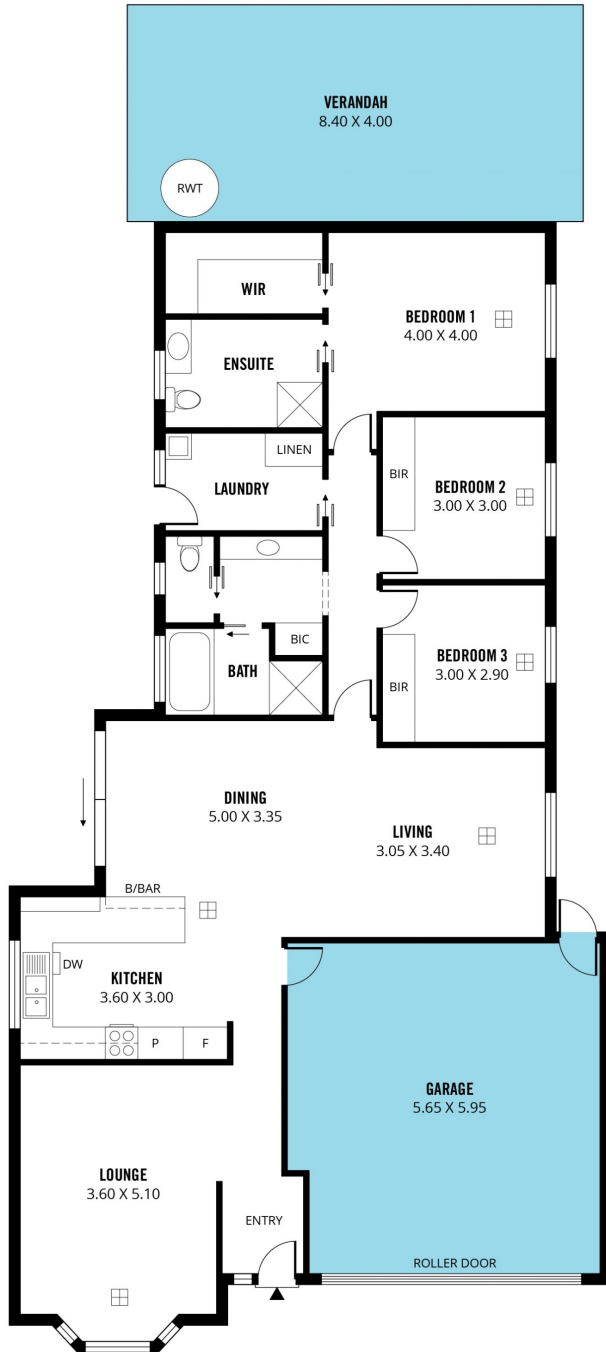 VERANDAH
8.40 X 4.00
RWT
WIR
BEDROOM 1
4.00 X 4.00
ENSUITE
LINEN
LAUNDRY
BIR
BEDROOM 2
3.00 X 3.00
BIC
BATH
BEDROOM 3
3.00 X 2.90
BIR
DINING
5.00 X 3.35
LIVING
3.05 X 3.40
B/BAR
DW
KITCHEN
3.60 X 3.00
P
F
GARAGE
5.65 X 5.95
LOUNGE
3.60 X 5.10
ENTRY
ROLLER DOOR